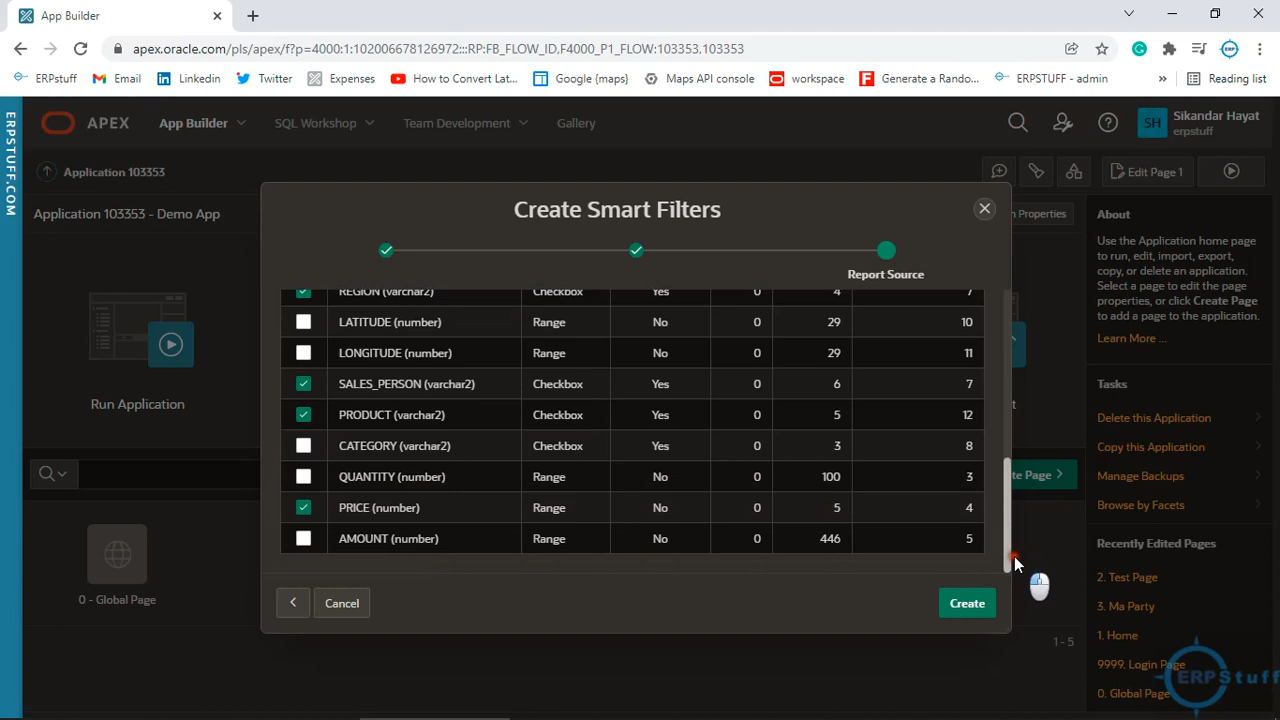 App Builder
apex.oracle.com/pls/apex/f?p=4000:1:102006678126972:::RP:FB_FLOW_ID,F4000_P1_FLOW:103353,103353
ERPstuff Email Linkedin Twitter Expenses How to Convert Lat... Google {maps} Maps API console workspace Generate a Rando... ERPSTUFF - admin » Reading list
ERPSTUFF.COM
APEX App Builder SQL Workshop Team Development Gallery SH Sikandar Hayat
erpstuff
Application 103353 Edit Page 1
Application 103353 - Demo App n Properties
Create Smart Filters
Report Source
REGION (varchar2) Checkbox Yes 0 4 7
LATITUDE (number) Range No 0 29 10
LONGITUDE (number) Range No 0 29 11
SALES_PERSON (varchar2) Checkbox Yes 0 6 7
PRODUCT (varchar2) Checkbox Yes 0 5 12
CATEGORY (varchar2) Checkbox Yes 0 3 8
QUANTITY (number) Range No 0 100 3
PRICE (number) Range No 0 5 4
AMOUNT (number) Range No 0 446 5
Cancel Create
Run Application
t
te Page
0 - Global Page
1 - 5
About
Use the Application home page
to run, edit, import, export,
copy, or delete an application.
Select a page to edit the page
properties, or click Create Page
to add a page to the application.
Learn More ...
Tasks
Delete this Application
Copy this Application
Manage Backups
Browse by Facets
Recently Edited Pages
2. Test Page
3. Ma Party
1. Home
9999. Login Page
0. Global Page
ERPStuff